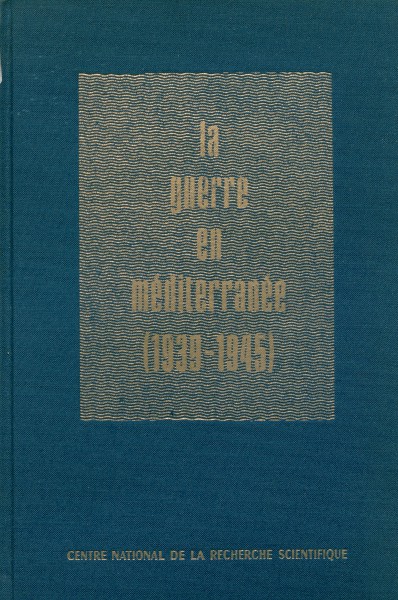 la
guerre
en
méditerranée
(1939-1945)
CENTRE NATIONAL DE LA RECHERCHE SCIENTIFIQUE